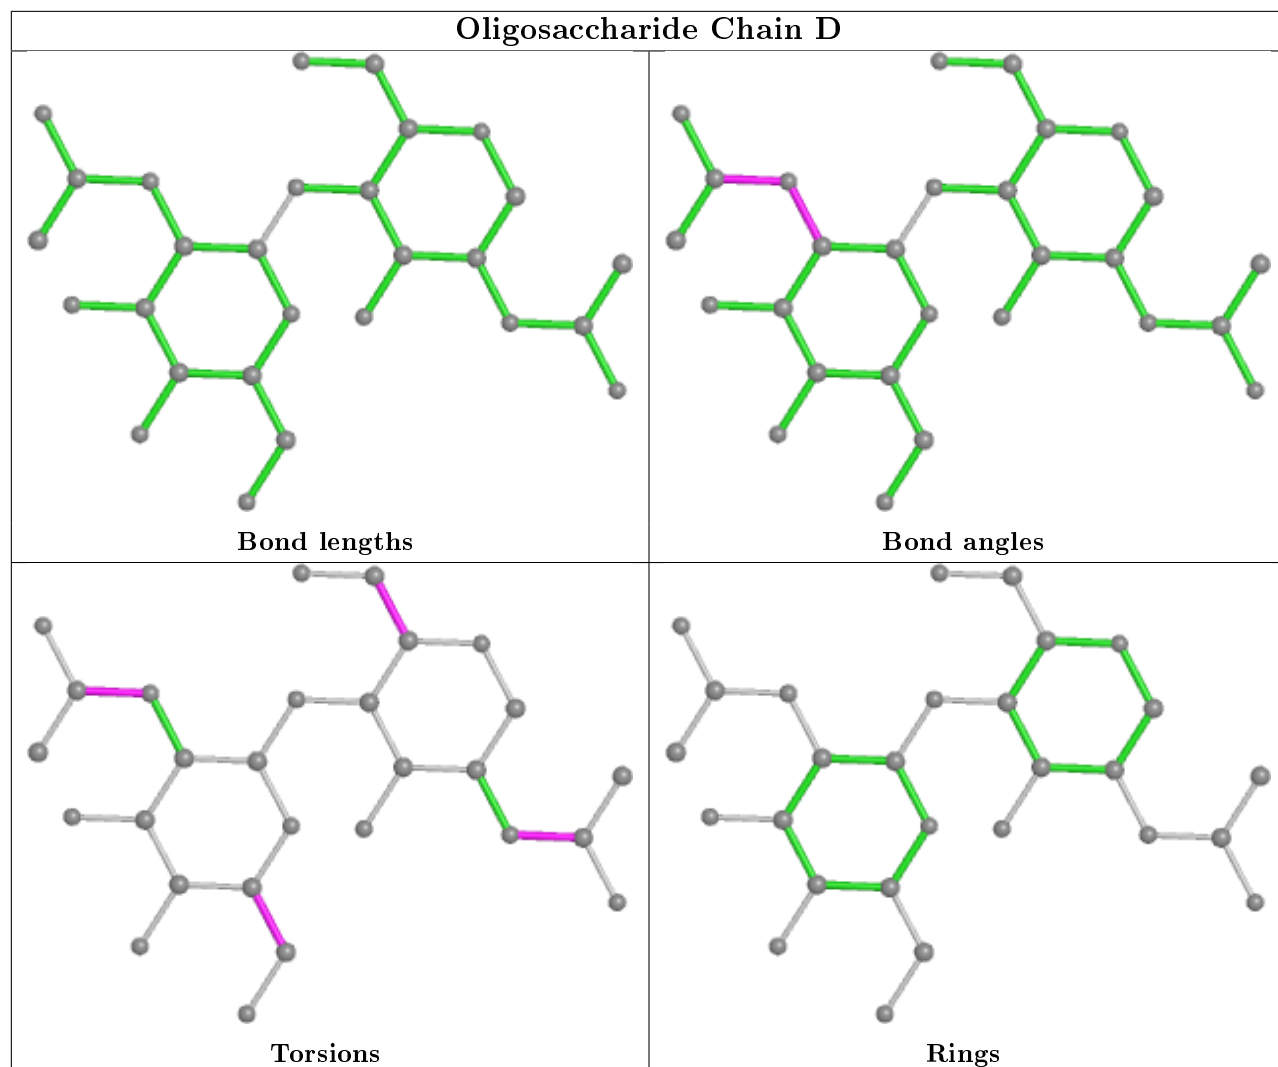 Oligosaccharide Chain D
Bond lengths
Bond angles
Torsions
Rings